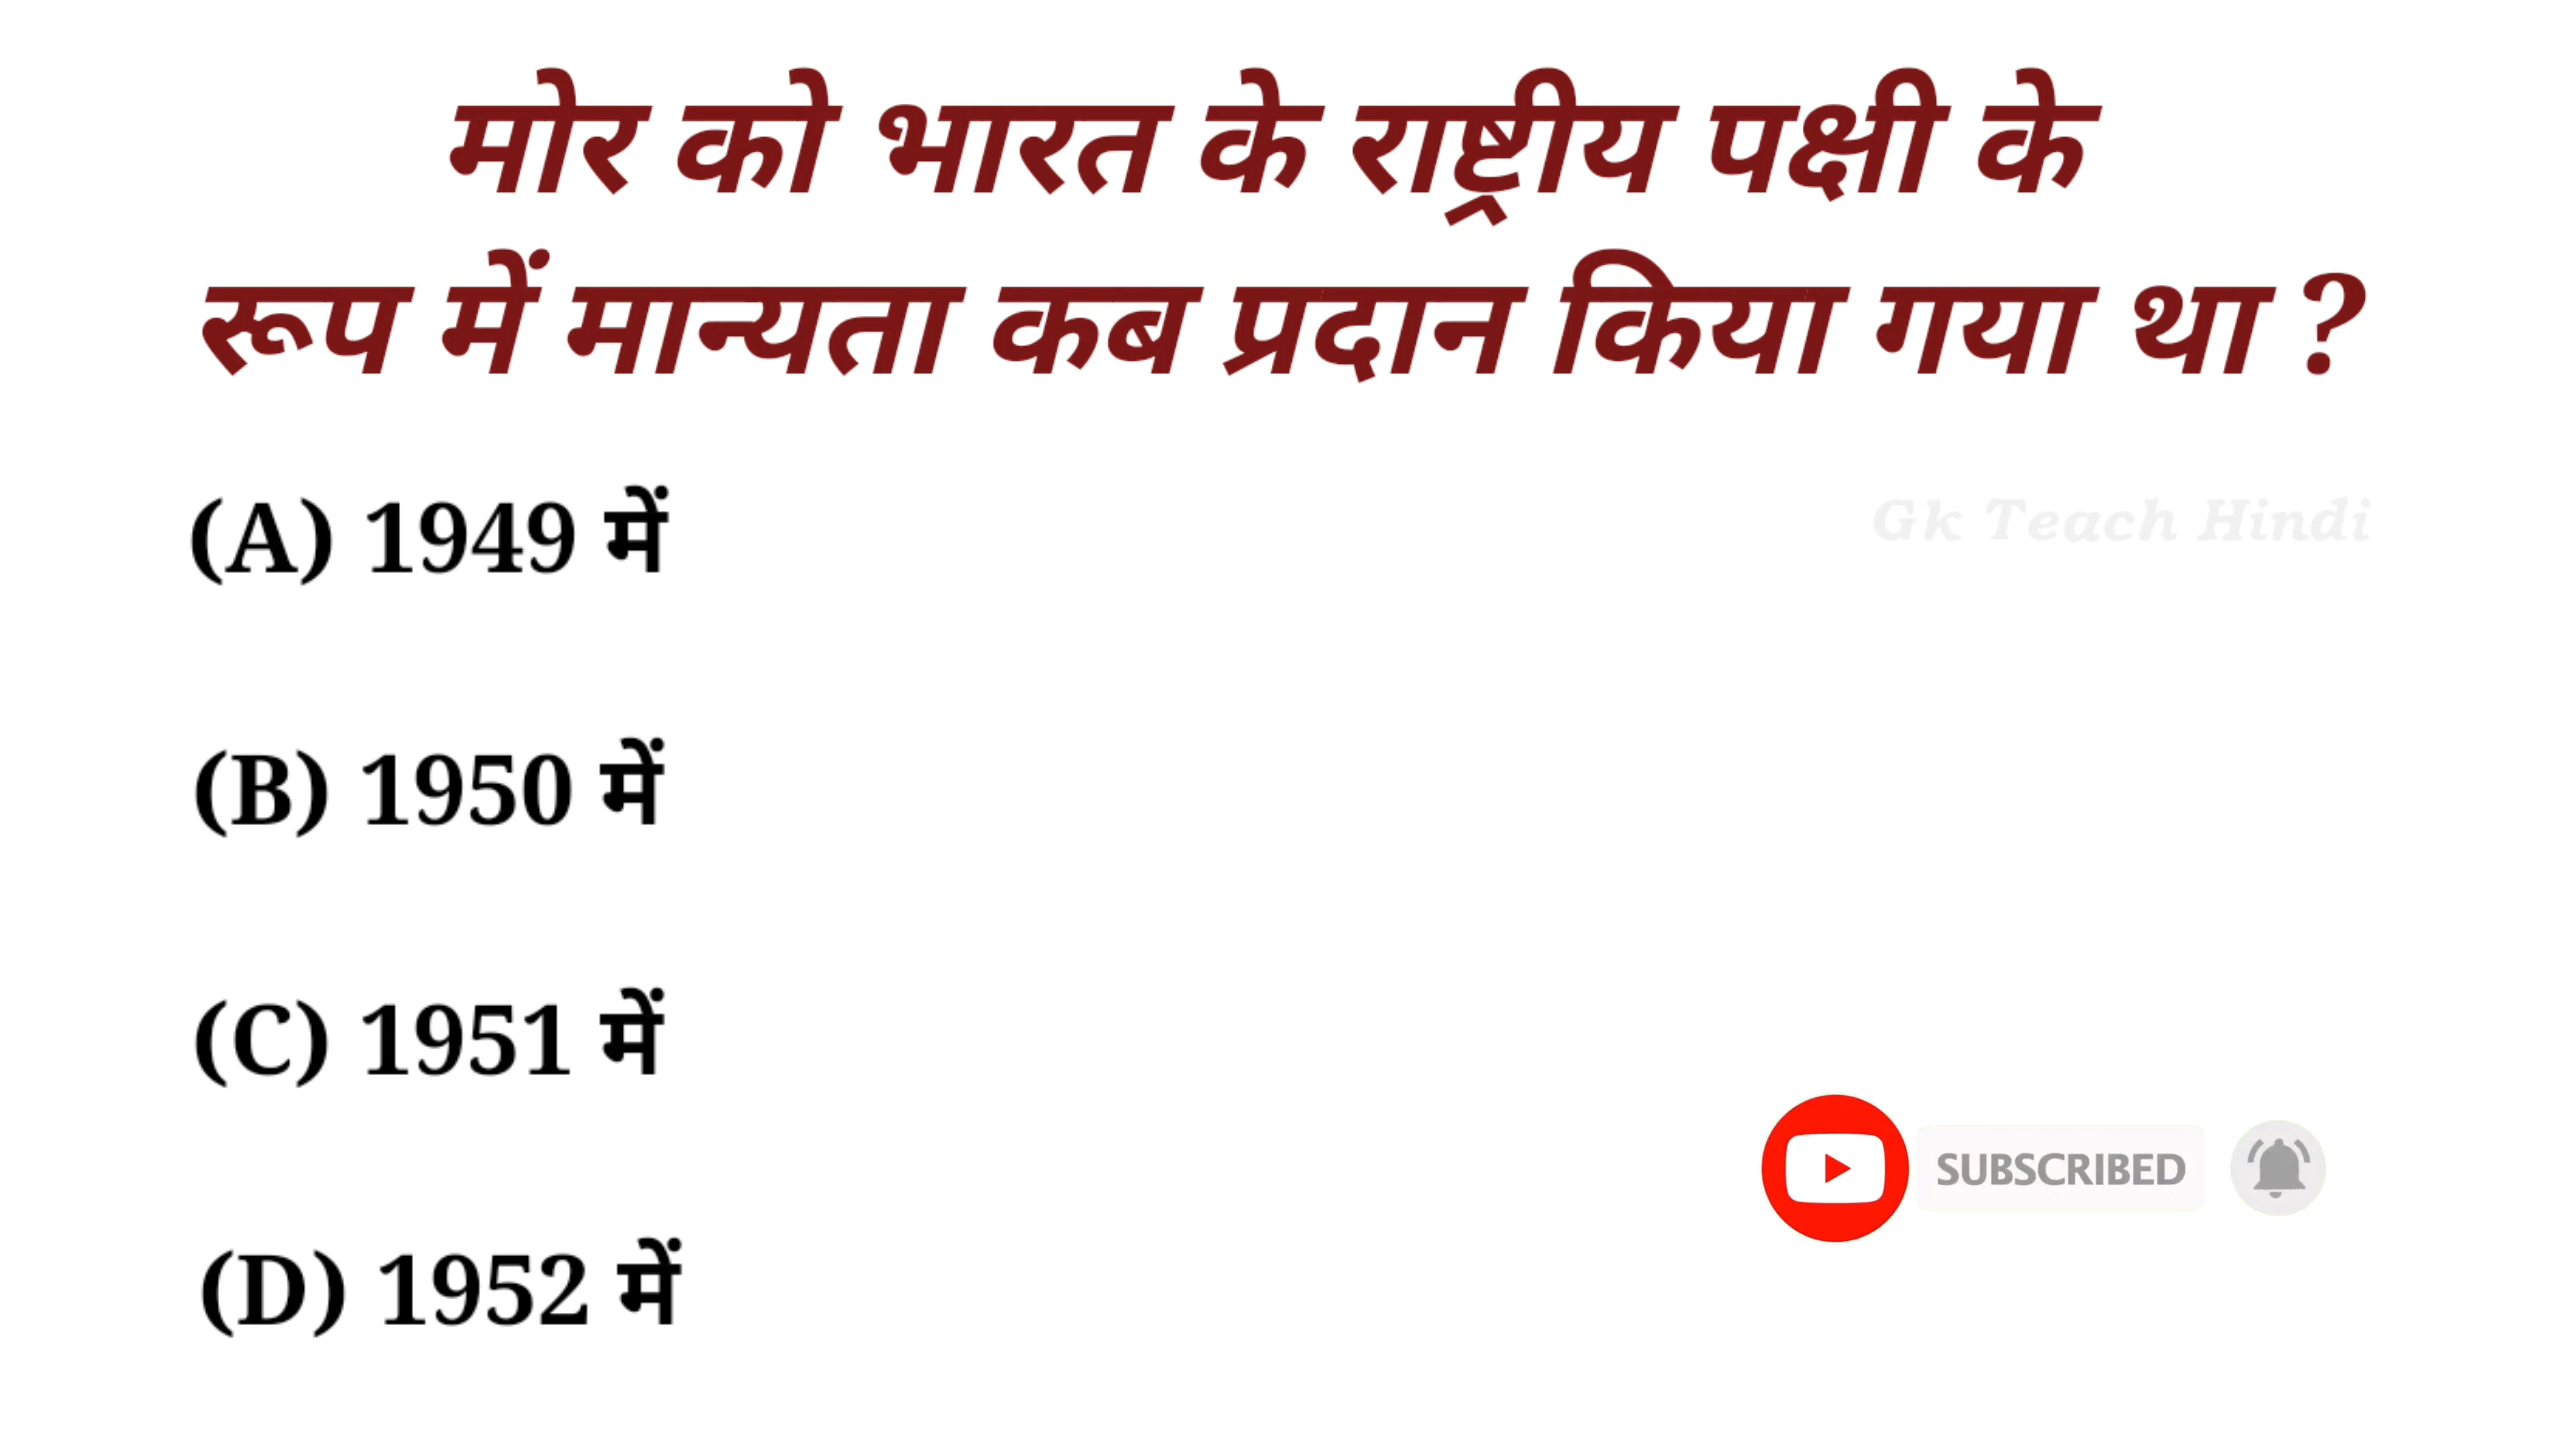 मोर को भारत के राष्ट्रीय पक्षी के
रूप में मान्यता कब प्रदान किया गया था ?
(A) 1949 में
Gk Teach Hindi
(B) 1950 में
(C) 1951 में
SUBSCRIBED
(D) 1952 में